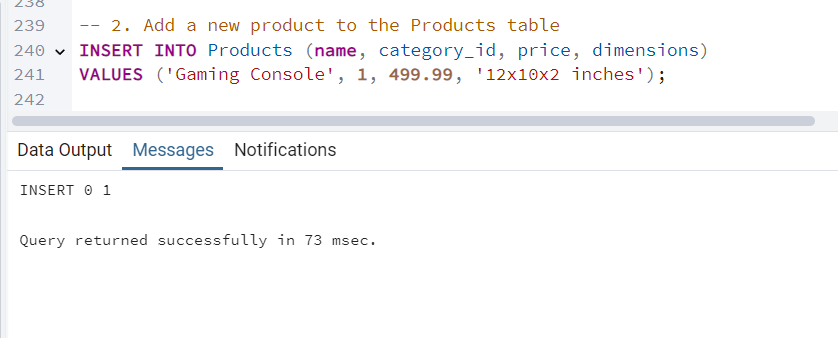 238
239 -- 2. Add a new product to the Products table
240 INSERT INTO Products (name, category_id, price, dimensions)
241 VALUES ('Gaming Console', 1, 499.99, '12x10x2 inches');
242
Data Output Messages Notifications
INSERT 0 1
Query returned successfully in 73 msec.